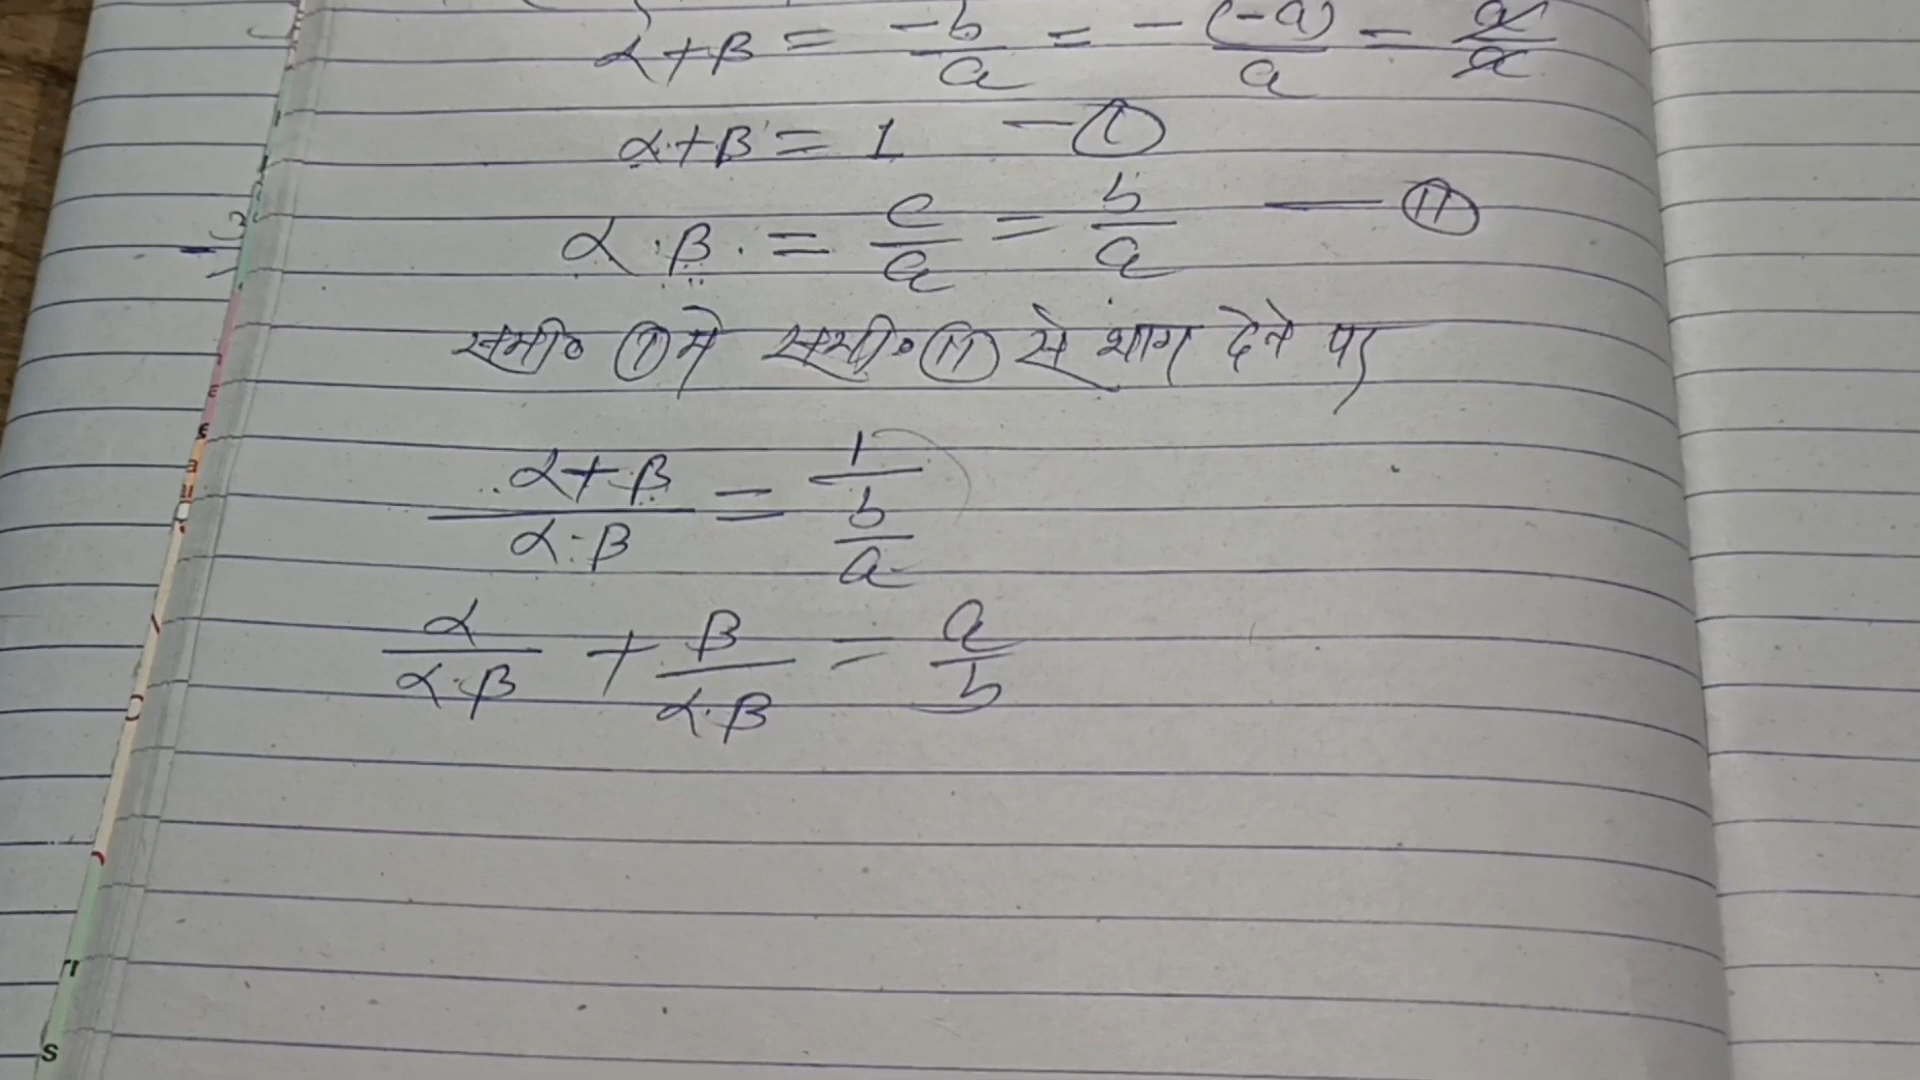 α+β = -b/a = -(-a)/a = a/a
α+β = 1 —(I)
α·β = c/a = b/a —(II)
समी० (I) मे समी० (II) से भाग देने पर
(α+β)/(α·β) = 1/(b/a)
α/(α·β) + β/(α·β) = a/b